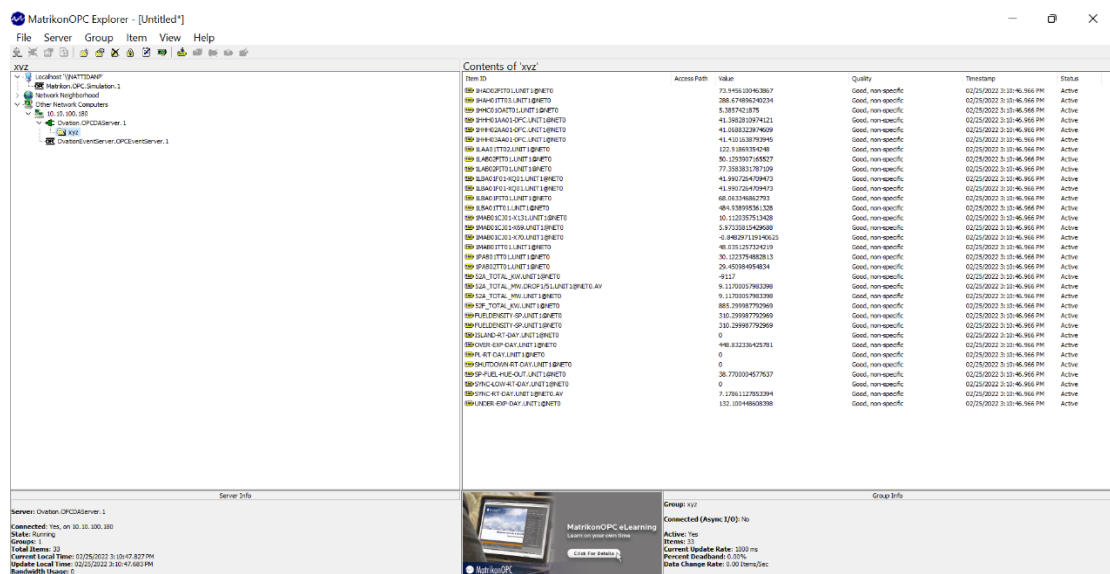 MatrikonOPC Explorer - [Untitled*]
File Server Group Item View Help
xyz
Localhost '\\NATTIDANP'
Matrikon.OPC.Simulation.1
Network Neighborhood
Other Network Computers
10.10.100.180
Ovation.OPCDAServer.1
xyz
OvationEventServer.OPCEventServer.1
Contents of 'xyz'
Item ID Access Path Value Quality Timestamp Status
1HAD02PIT01.UNIT1@NET0 73.9456100463867 Good, non-specific 02/25/2022 3:10:46.966 PM Active
1HAH01TT03.UNIT1@NET0 288.674896240234 Good, non-specific 02/25/2022 3:10:46.966 PM Active
1HHC01OAIT01.UNIT1@NET0 5.3857421875 Good, non-specific 02/25/2022 3:10:46.966 PM Active
1HHH01AA01-DFC.UNIT1@NET0 41.3982810974121 Good, non-specific 02/25/2022 3:10:46.966 PM Active
1HHH02AA01-DFC.UNIT1@NET0 41.0688323974609 Good, non-specific 02/25/2022 3:10:46.966 PM Active
1HHH03AA01-DFC.UNIT1@NET0 41.4101638793945 Good, non-specific 02/25/2022 3:10:46.966 PM Active
1LAA01TT02.UNIT1@NET0 122.91869354248 Good, non-specific 02/25/2022 3:10:46.966 PM Active
1LAB02FIT01.UNIT1@NET0 50.1293907165527 Good, non-specific 02/25/2022 3:10:46.966 PM Active
1LAB02PIT01.UNIT1@NET0 77.3583831787109 Good, non-specific 02/25/2022 3:10:46.966 PM Active
1LBA01F01-XQ01.UNIT1@NET0 41.9907264709473 Good, non-specific 02/25/2022 3:10:46.966 PM Active
1LBA01F01-XQ01.UNIT1@NET0 41.9907264709473 Good, non-specific 02/25/2022 3:10:46.966 PM Active
1LBA01PIT01.UNIT1@NET0 68.063346862793 Good, non-specific 02/25/2022 3:10:46.966 PM Active
1LBA01TT01.UNIT1@NET0 484.938995361328 Good, non-specific 02/25/2022 3:10:46.966 PM Active
1MAB01CJ01-X131.UNIT1@NET0 10.1120357513428 Good, non-specific 02/25/2022 3:10:46.966 PM Active
1MAB01CJ01-X69.UNIT1@NET0 5.97335815429688 Good, non-specific 02/25/2022 3:10:46.966 PM Active
1MAB01CJ01-X70.UNIT1@NET0 -0.848297119140625 Good, non-specific 02/25/2022 3:10:46.966 PM Active
1MAB01TT01.UNIT1@NET0 48.0351257324219 Good, non-specific 02/25/2022 3:10:46.966 PM Active
1PAB01TT01.UNIT1@NET0 30.1223754882813 Good, non-specific 02/25/2022 3:10:46.966 PM Active
1PAB02TT01.UNIT1@NET0 29.450984954834 Good, non-specific 02/25/2022 3:10:46.966 PM Active
52A_TOTAL_KW.UNIT1@NET0 -9117 Good, non-specific 02/25/2022 3:10:46.966 PM Active
52A_TOTAL_MW.DROP1/51.UNIT1@NET0.AV 9.11700057983398 Good, non-specific 02/25/2022 3:10:46.966 PM Active
52A_TOTAL_MW.UNIT1@NET0 9.11700057983398 Good, non-specific 02/25/2022 3:10:46.966 PM Active
52F_TOTAL_KW.UNIT1@NET0 885.299987792969 Good, non-specific 02/25/2022 3:10:46.966 PM Active
FUELDENSITY-SP.UNIT1@NET0 310.299987792969 Good, non-specific 02/25/2022 3:10:46.966 PM Active
FUELDENSITY-SP.UNIT1@NET0 310.299987792969 Good, non-specific 02/25/2022 3:10:46.966 PM Active
ISLAND-RT-DAY.UNIT1@NET0 0 Good, non-specific 02/25/2022 3:10:46.966 PM Active
OVER-EXP-DAY.UNIT1@NET0 448.832336425781 Good, non-specific 02/25/2022 3:10:46.966 PM Active
PL-RT-DAY.UNIT1@NET0 0 Good, non-specific 02/25/2022 3:10:46.966 PM Active
SHUTDOWN-RT-DAY.UNIT1@NET0 0 Good, non-specific 02/25/2022 3:10:46.966 PM Active
SP-FUEL-HUE-OUT.UNIT1@NET0 38.7700004577637 Good, non-specific 02/25/2022 3:10:46.966 PM Active
SYNC-LOW-RT-DAY.UNIT1@NET0 0 Good, non-specific 02/25/2022 3:10:46.966 PM Active
SYNC-RT-DAY.UNIT1@NET0.AV 7.17861127853394 Good, non-specific 02/25/2022 3:10:46.966 PM Active
UNDER-EXP-DAY.UNIT1@NET0 132.100448608398 Good, non-specific 02/25/2022 3:10:46.966 PM Active
Server Info
Server: Ovation.OPCDAServer.1
Connected: Yes, on 10.10.100.180
State: Running
Groups: 1
Total Items: 33
Current Local Time: 02/25/2022 3:10:47.827 PM
Update Local Time: 02/25/2022 3:10:47.683 PM
Bandwidth Usage: 0
MatrikonOPC eLearning
Learn on your own time
Click For Details
MatrikonOPC
Group Info
Group: xyz
Connected (Async I/O): No
Active: Yes
Items: 33
Current Update Rate: 1000 ms
Percent Deadband: 0.00%
Data Change Rate: 0.00 Items/Sec